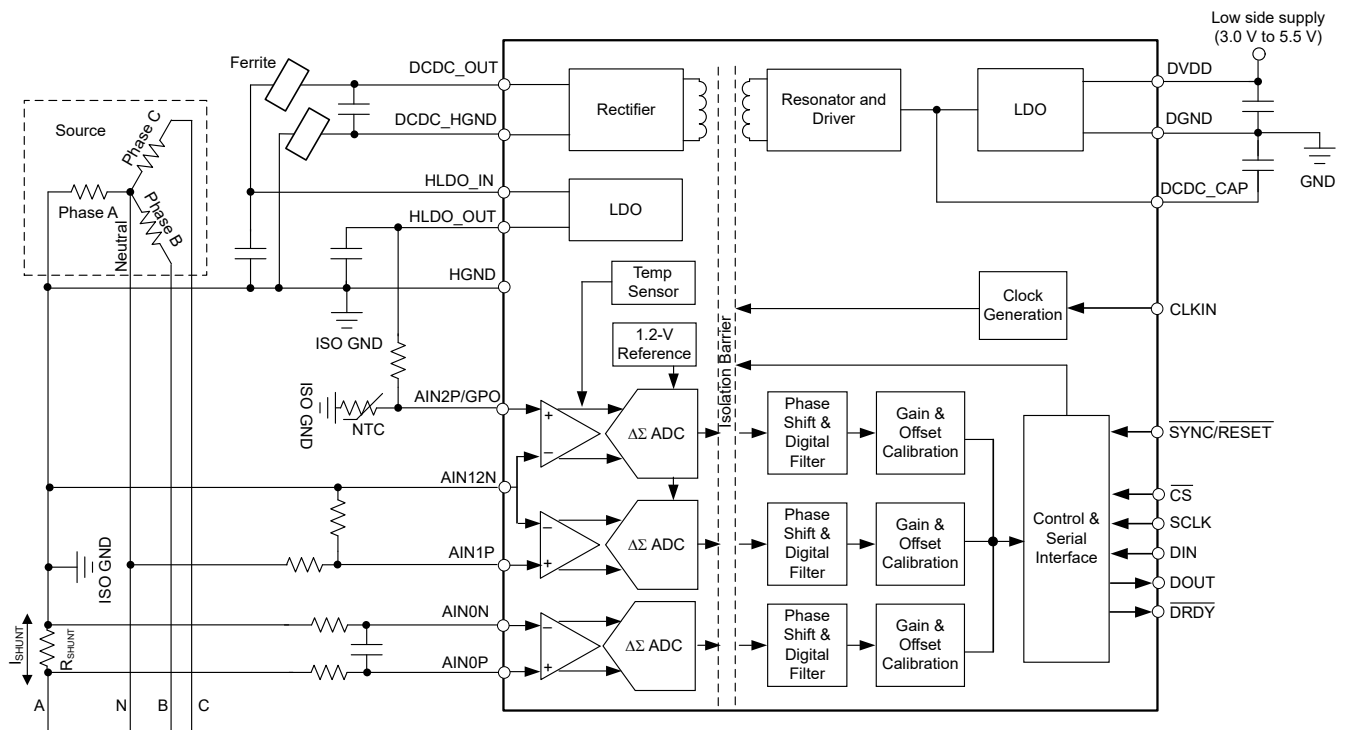 Low side supply
(3.0 V to 5.5 V)
Ferrite
DCDC_OUT
DVDD
Rectifier
Resonator and
Driver
LDO
Source
Phase C
DCDC_HGND
DGND
GND
HLDO_IN
DCDC_CAP
Phase A
Phase B
Neutral
HLDO_OUT
LDO
HGND
Temp
Sensor
Clock
Generation
CLKIN
ISO GND
1.2-V
Reference
Isolation Barrier
ISO GND
NTC
AIN2P/GPO
+
−
ΔΣ ADC
Phase
Shift &
Digital
Filter
Gain &
Offset
Calibration
SYNC/RESET
AIN12N
CS
−
+
ΔΣ ADC
Phase
Shift &
Digital
Filter
Gain &
Offset
Calibration
Control &
Serial
Interface
SCLK
DIN
AIN1P
ISO GND
DOUT
DRDY
AIN0N
−
+
ΔΣ ADC
Phase
Shift &
Digital
Filter
Gain &
Offset
Calibration
ISHUNT
RSHUNT
AIN0P
A
N
B
C